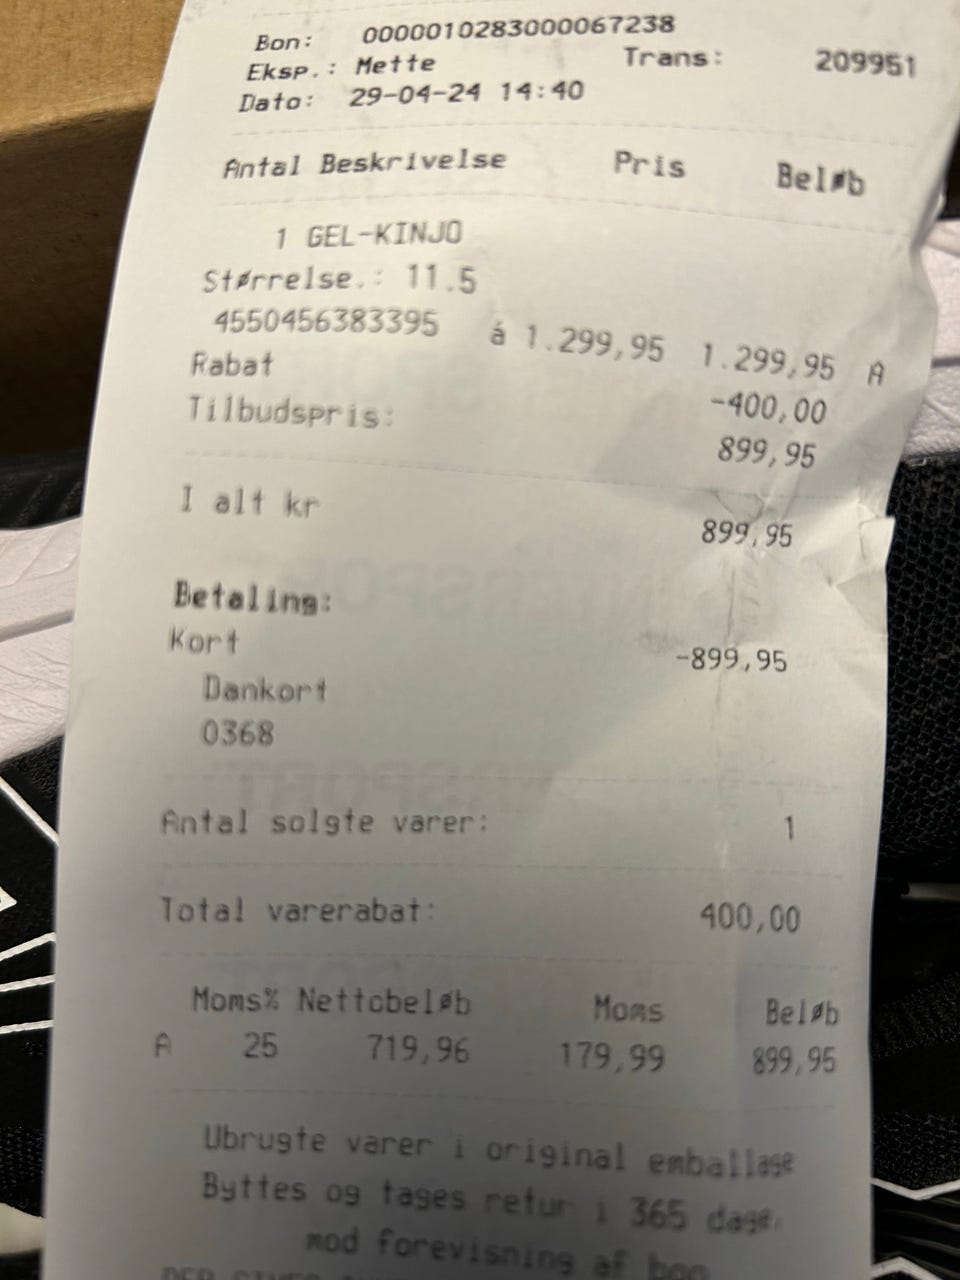 Bon: 0000010283000067238
Eksp.: Mette Trans: 209951
Dato: 29-04-24 14:40
Antal Beskrivelse Pris Beløb
1 GEL-KINJO
Størrelse.: 11.5
4550456383395 á 1.299,95 1.299,95 A
Rabat -400,00
Tilbudspris: 899,95
I alt kr 899,95
Betaling:
Kort -899,95
Dankort
0368
Antal solgte varer: 1
Total varerabat: 400,00
Moms% Nettobeløb Moms Beløb
A 25 719,96 179,99 899,95
Ubrugte varer i original emballage
Byttes og tages retur i 365 dage,
mod forevisning af bon